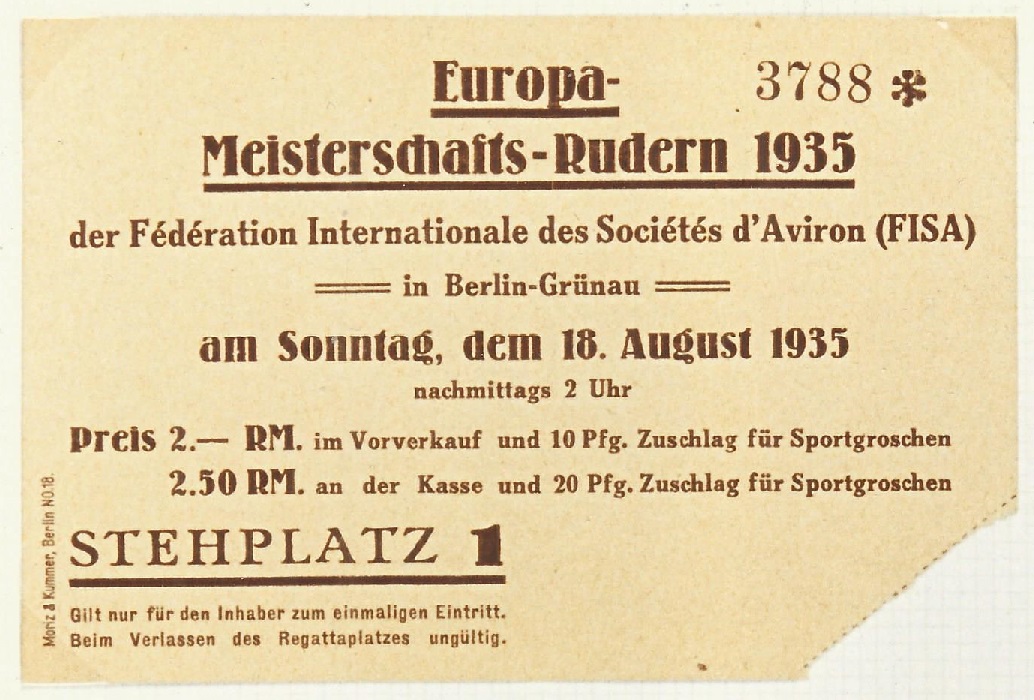 Europa-
3788 *
Meisterschafts-Rudern 1935
der Fédération Internationale des Sociétés d'Aviron (FISA)
in Berlin-Grünau
am Sonntag, dem 18. August 1935
nachmittags 2 Uhr
Preis 2.— RM. im Vorverkauf und 10 Pfg. Zuschlag für Sportgroschen
2.50 RM. an der Kasse und 20 Pfg. Zuschlag für Sportgroschen
STEHPLATZ 1
Gilt nur für den Inhaber zum einmaligen Eintritt.
Beim Verlassen des Regattaplatzes ungültig.
Moriz & Kummer, Berlin NO.18.